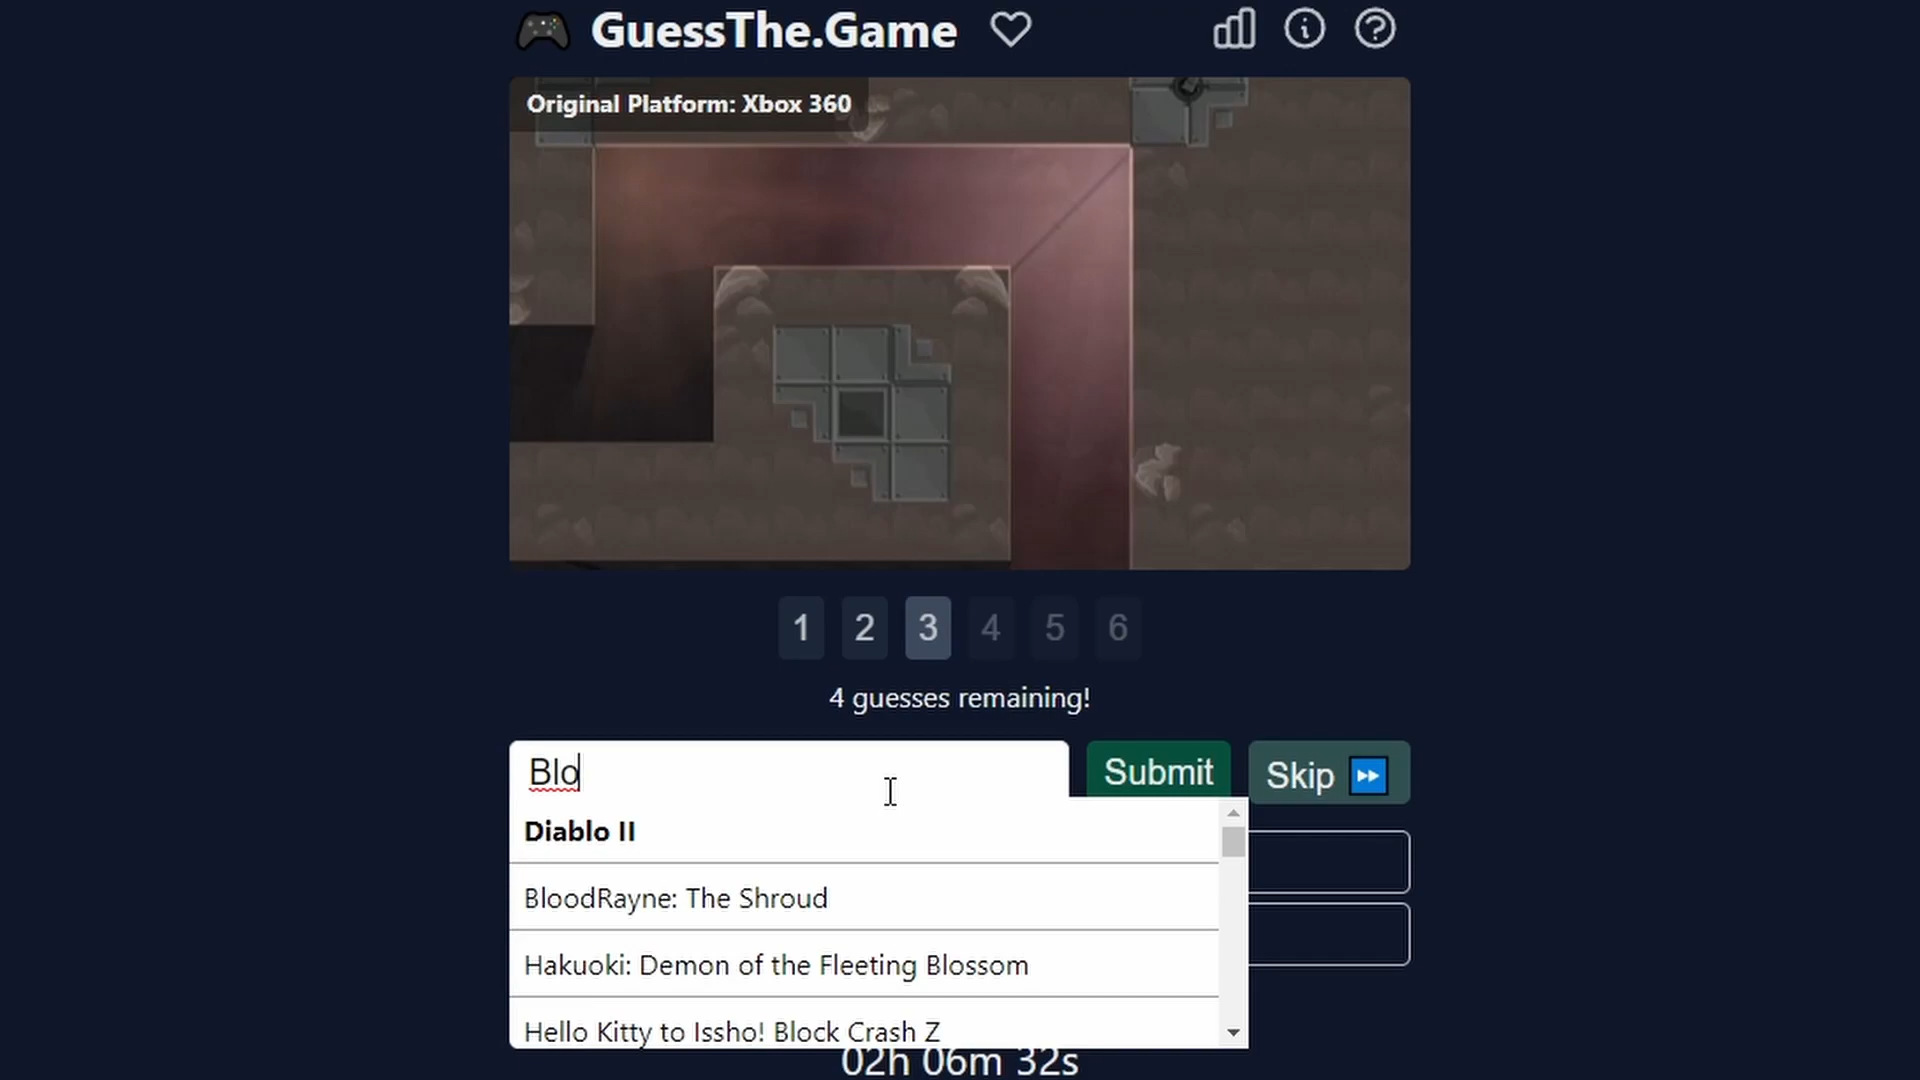 GuessThe.Game
Original Platform: Xbox 360
1 2 3 4 5 6
4 guesses remaining!
Blo
Submit
Skip
Diablo II
BloodRayne: The Shroud
Hakuoki: Demon of the Fleeting Blossom
Hello Kitty to Issho! Block Crash Z
02h 06m 32s